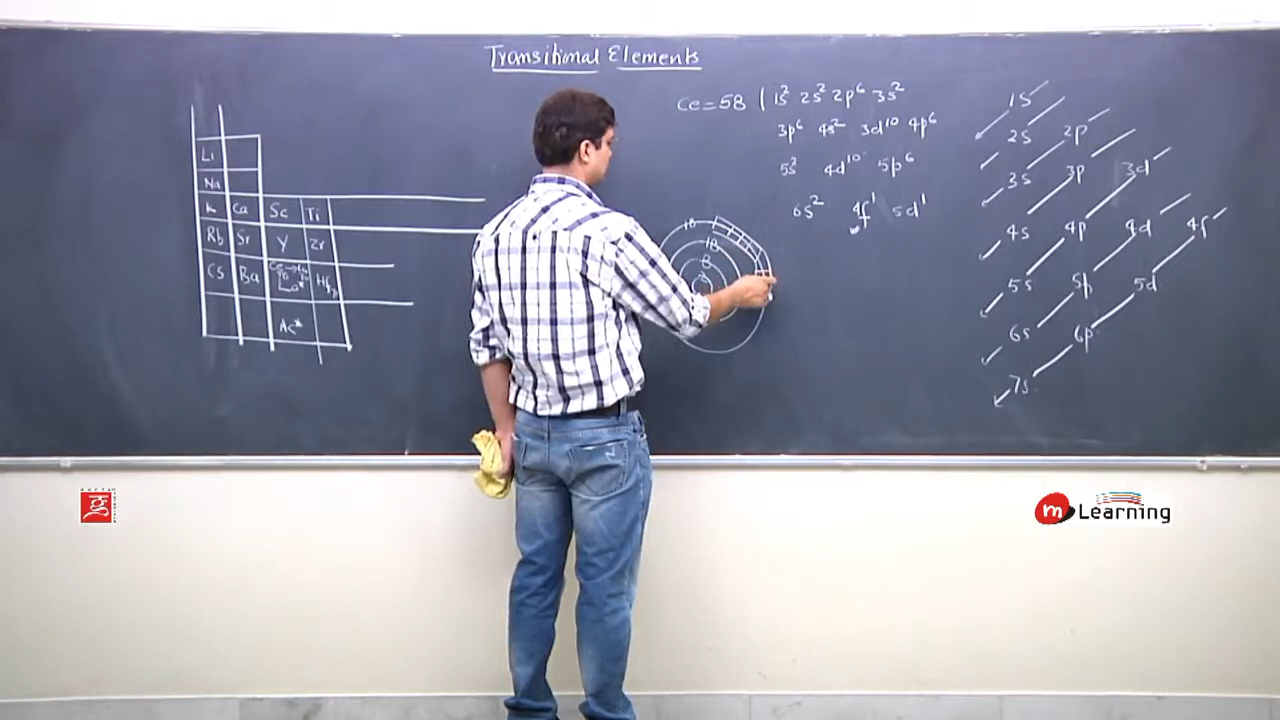 Transitional Elements
Ce=58 | 1s² 2s² 2p⁶ 3s²
3p⁶ 4s² 3d¹⁰ 4p⁶
5s² 4d¹⁰ 5p⁶
6s² 4f¹ 5d¹
Li
Na
K Ca Sc Ti
Rb Sr Y Zr
Cs Ba La* Hf
Ac*
18
18
8
2
1s
2s 2p
3s 3p 3d
4s 4p 4d 4f
5s 5p 5d
6s 6p
7s
m Learning